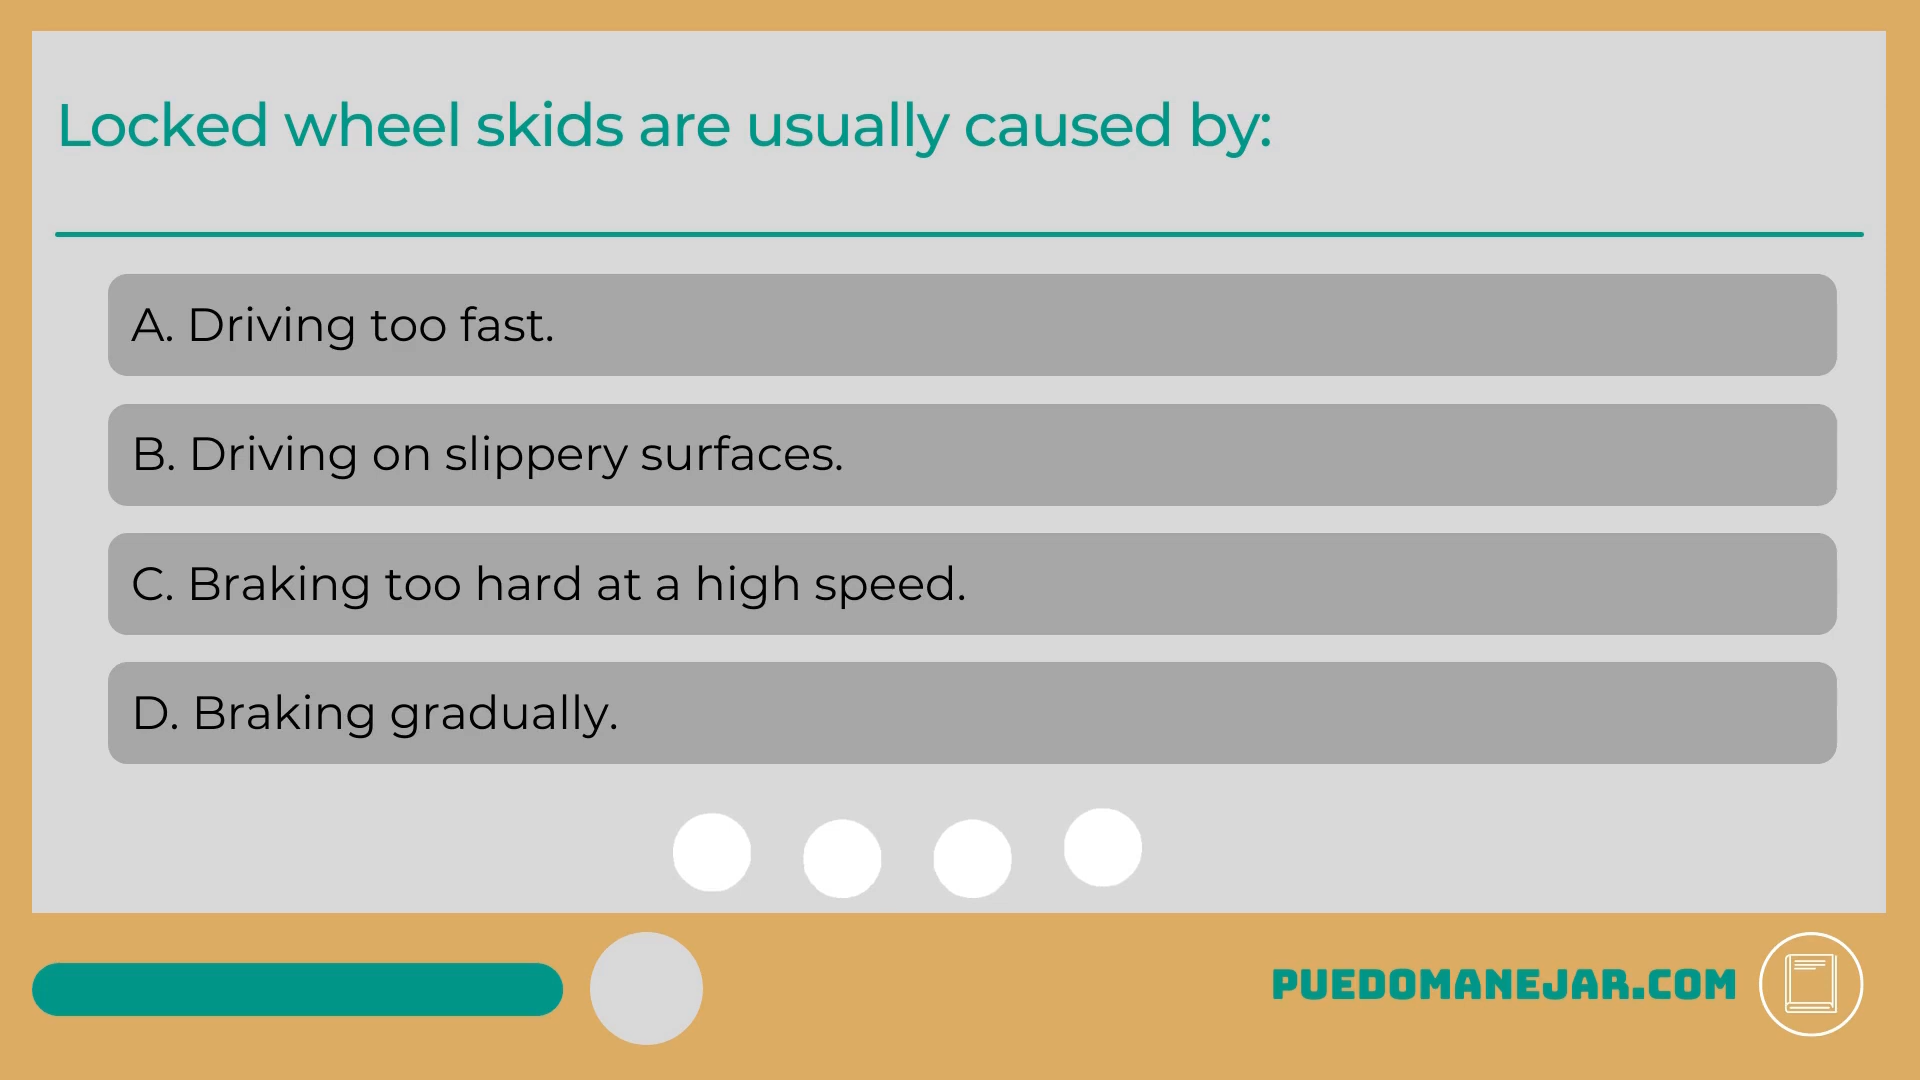 Locked wheel skids are usually caused by:
A. Driving too fast.
B. Driving on slippery surfaces.
C. Braking too hard at a high speed.
D. Braking gradually.
PUEDOMANEJAR.COM